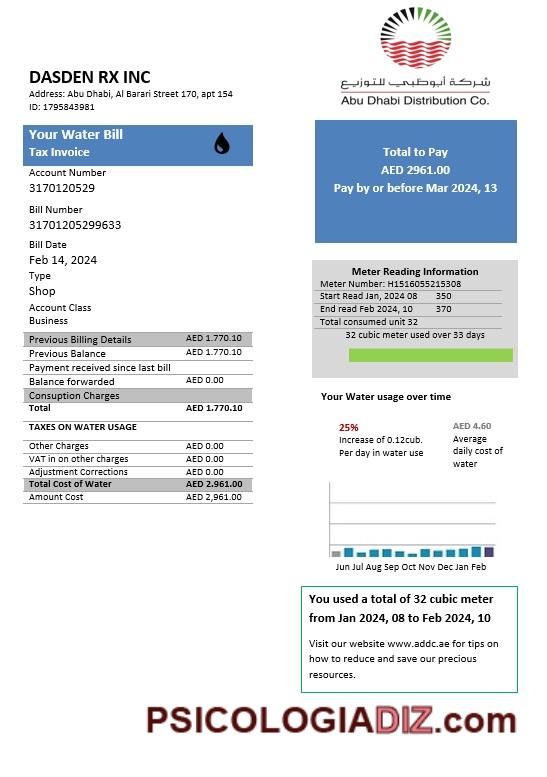 DASDEN RX INC
Address: Abu Dhabi, Al Barari Street 170, apt 154
ID: 1795843981
شركة أبوظبي للتوزيع
Abu Dhabi Distribution Co.
Your Water Bill
Tax Invoice
Account Number
3170120529
Bill Number
31701205299633
Bill Date
Feb 14, 2024
Type
Shop
Account Class
Business
Previous Billing Details AED 1.770.10
Previous Balance AED 1.770.10
Payment received since last bill
Balance forwarded AED 0.00
Consuption Charges
Total AED 1.770.10
TAXES ON WATER USAGE
Other Charges AED 0.00
VAT in on other charges AED 0.00
Adjustment Corrections AED 0.00
Total Cost of Water AED 2.961.00
Amount Cost AED 2,961.00
Total to Pay
AED 2961.00
Pay by or before Mar 2024, 13
Meter Reading Information
Meter Number: H1516055215308
Start Read Jan, 2024 08 350
End read Feb 2024, 10 370
Total consumed unit 32
32 cubic meter used over 33 days
Your Water usage over time
25%
Increase of 0.12cub.
Per day in water use
AED 4.60
Average
daily cost of
water
Jun Jul Aug Sep Oct Nov Dec Jan Feb
You used a total of 32 cubic meter
from Jan 2024, 08 to Feb 2024, 10
Visit our website www.addc.ae for tips on
how to reduce and save our precious
resources.
PSICOLOGIADIZ.com